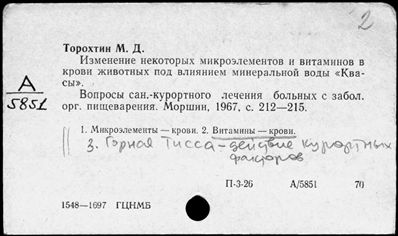 2
Торохтин М. Д.
Изменение некоторых микроэлементов и витаминов в
крови животных под влиянием минеральной воды «Ква-
сы».
А
5851
Вопросы сан.-курортного лечения больных с забол.
орг. пищеварения. Моршин, 1967, с. 212—215.
1. Микроэлементы — крови. 2. Витамины — крови.
3. Горная Тисса - действие курортных
факторов
П-3-26 А/5851 70
1548—1697 ГЦНМБ